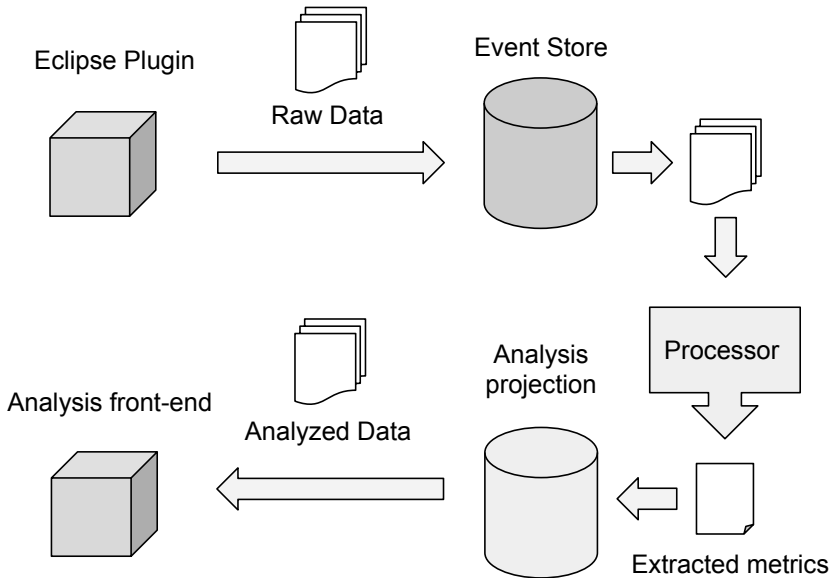 Eclipse Plugin
Raw Data
Event Store
Processor
Analysis
projection
Analysis front-end
Analyzed Data
Extracted metrics